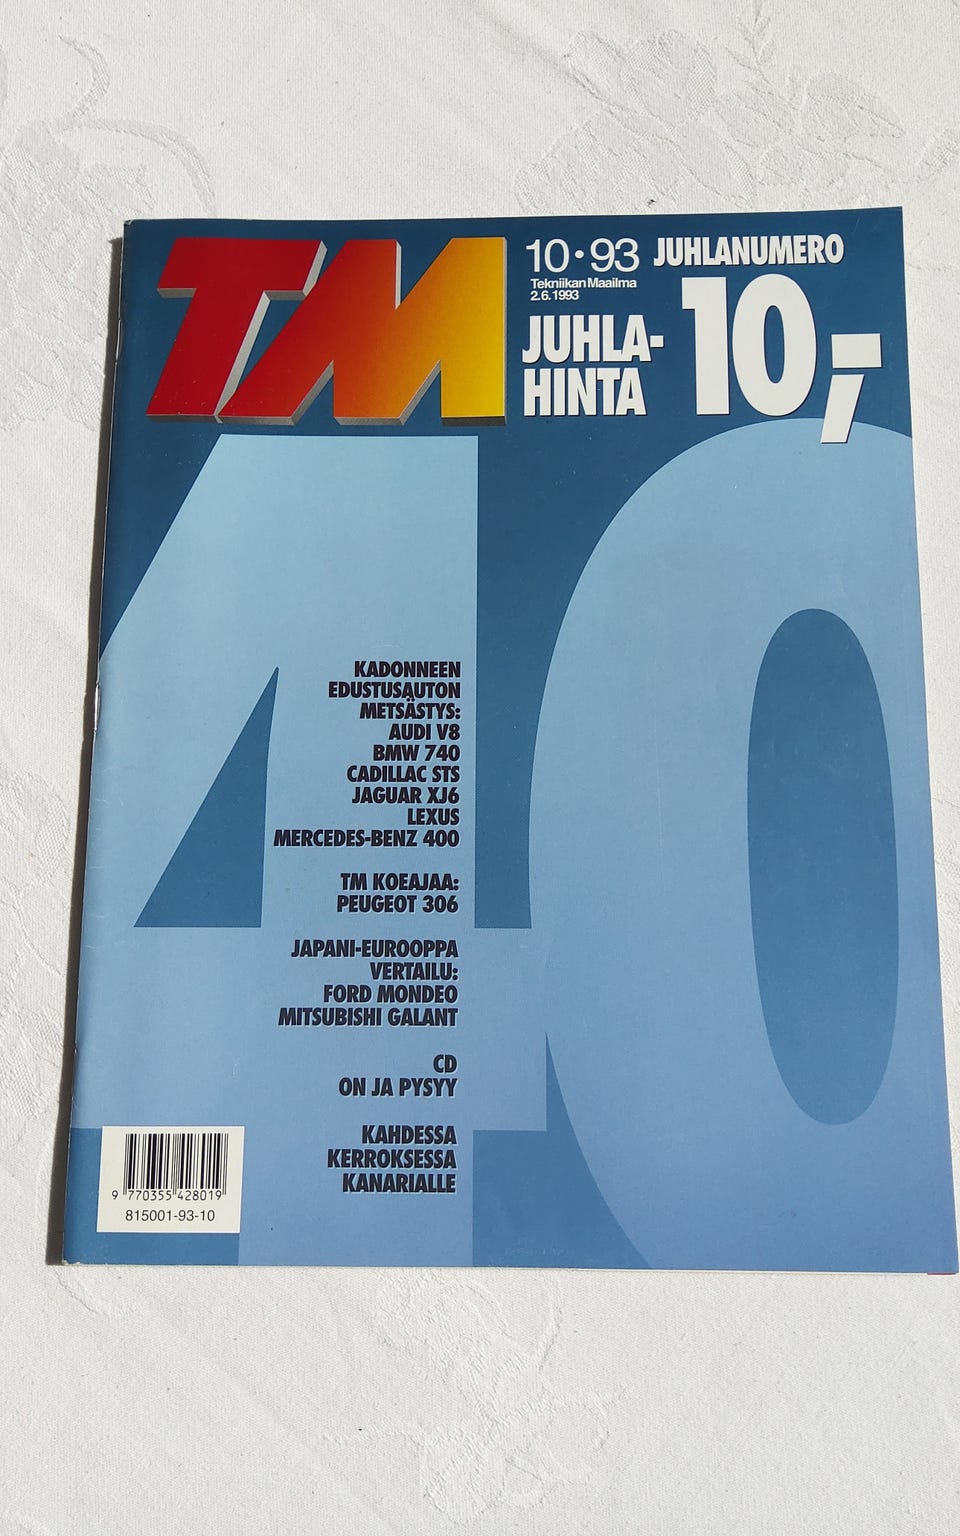 TM
10•93 JUHLANUMERO
Tekniikan Maailma
2.6.1993
JUHLA-
HINTA
10,-
40
KADONNEEN
EDUSTUSAUTON
METSÄSTYS:
AUDI V8
BMW 740
CADILLAC STS
JAGUAR XJ6
LEXUS
MERCEDES-BENZ 400
TM KOEAJAA:
PEUGEOT 306
JAPANI-EUROOPPA
VERTAILU:
FORD MONDEO
MITSUBISHI GALANT
CD
ON JA PYSYY
KAHDESSA
KERROKSESSA
KANARIALLE
9 770355 428019
815001-93-10